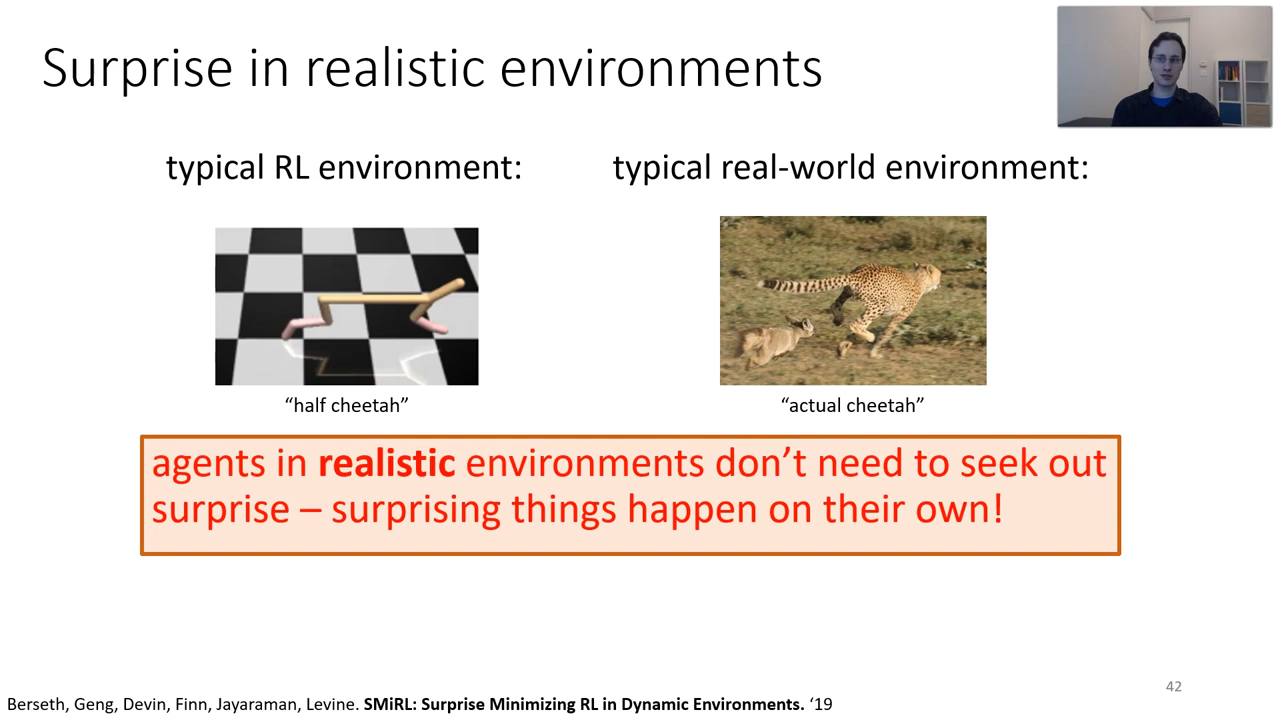 Surprise in realistic environments
typical RL environment:
typical real-world environment:
“half cheetah”
“actual cheetah”
agents in realistic environments don’t need to seek out
surprise – surprising things happen on their own!
42
Berseth, Geng, Devin, Finn, Jayaraman, Levine. SMiRL: Surprise Minimizing RL in Dynamic Environments. ‘19